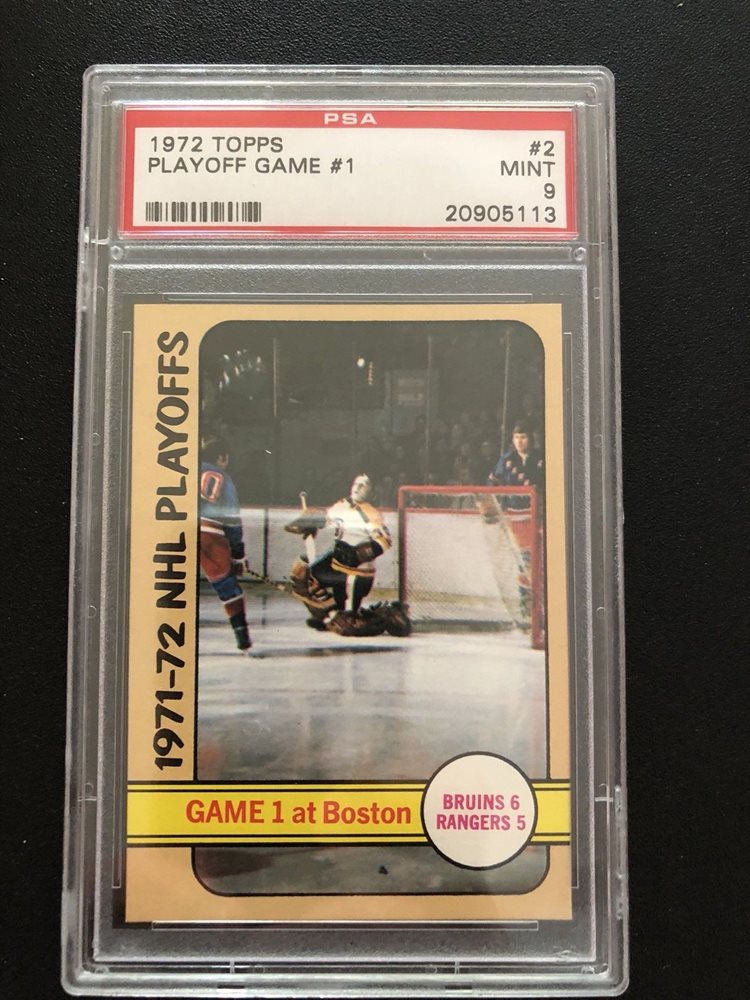 PSA
1972 TOPPS #2
PLAYOFF GAME #1 MINT
9
20905113
1971-72 NHL PLAYOFFS
0
GAME 1 at Boston
BRUINS 6
RANGERS 5